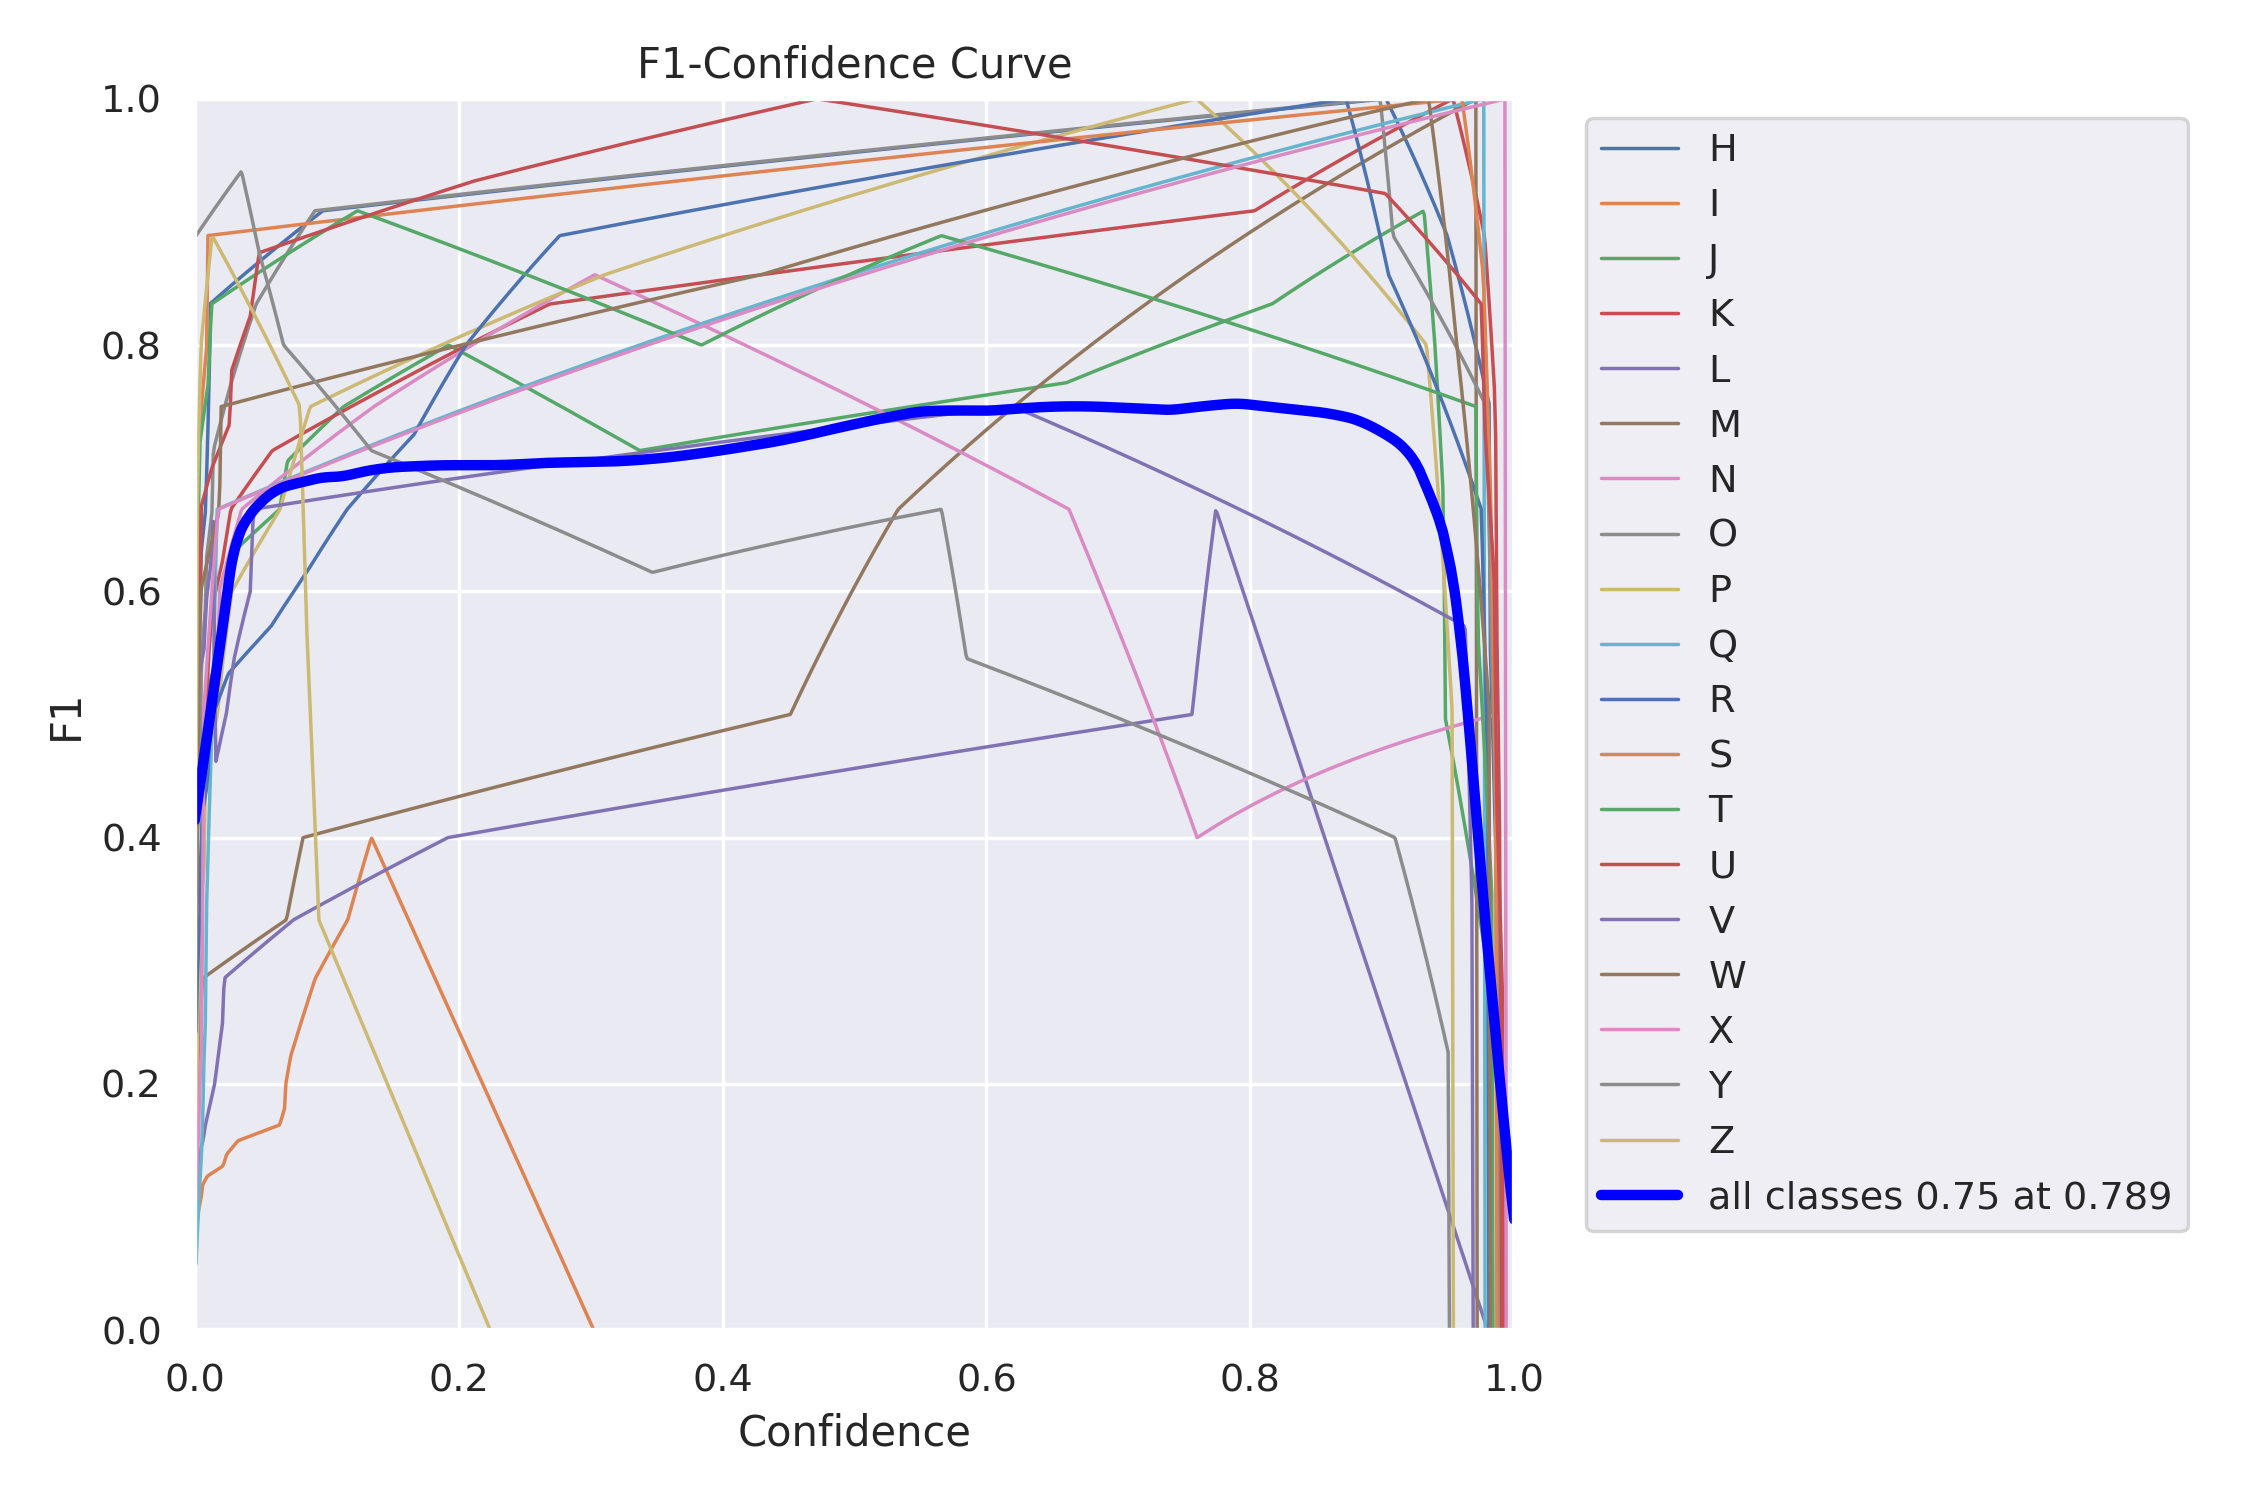 F1-Confidence Curve
1.0
0.8
0.6
0.4
0.2
0.0
F1
0.0 0.2 0.4 0.6 0.8 1.0
Confidence
H
I
J
K
L
M
N
O
P
Q
R
S
T
U
V
W
X
Y
Z
all classes 0.75 at 0.789